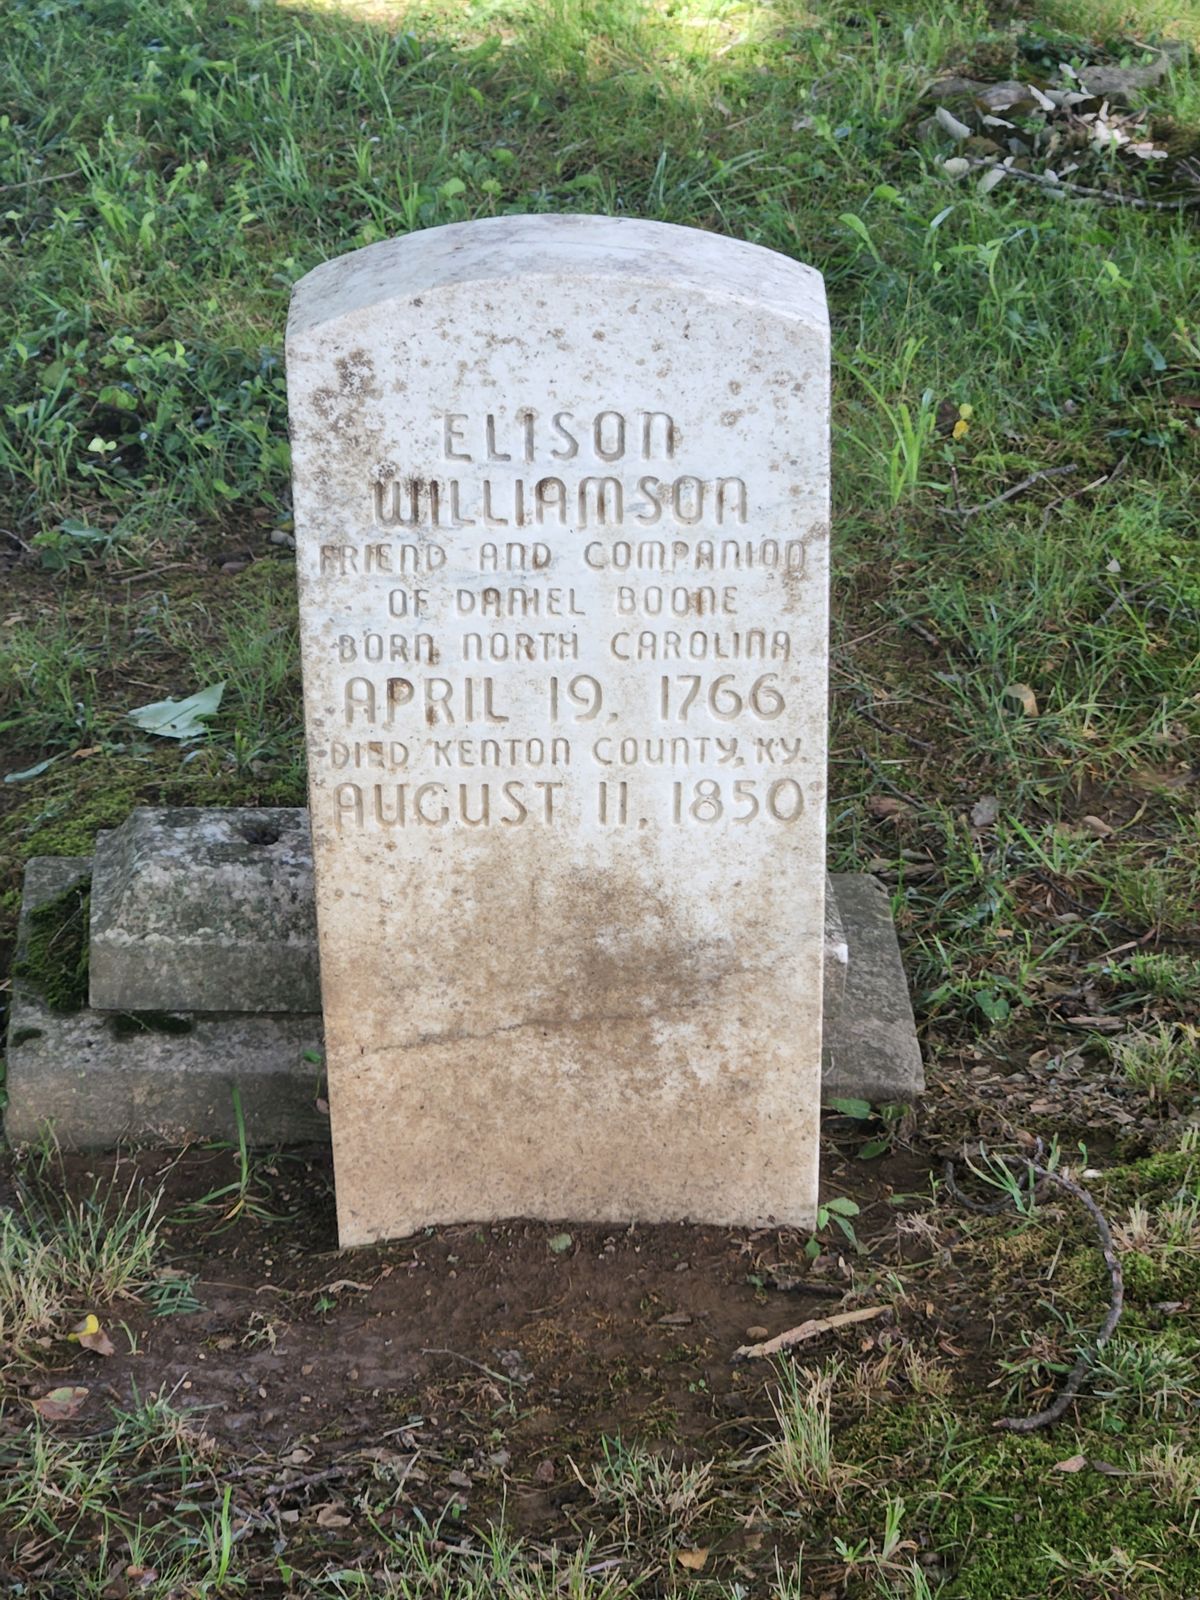 ELISON
WILLIAMSON
FRIEND AND COMPANION
OF DANIEL BOONE
BORN NORTH CAROLINA
APRIL 19, 1766
DIED KENTON COUNTY, KY.
AUGUST 11, 1850